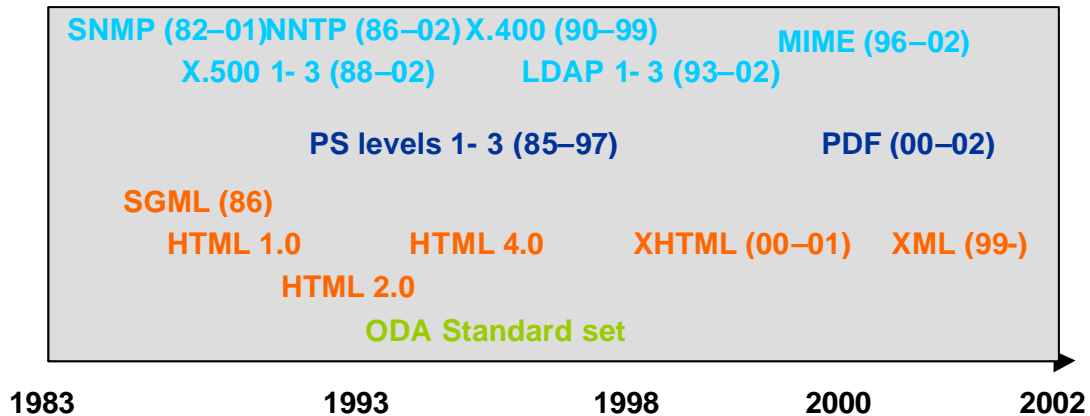 SNMP (82–01)NNTP (86–02) X.400 (90–99) MIME (96–02)
X.500 1- 3 (88–02) LDAP 1- 3 (93–02)
PS levels 1- 3 (85–97) PDF (00–02)
SGML (86)
HTML 1.0 HTML 4.0 XHTML (00–01) XML (99-)
HTML 2.0
ODA Standard set
1983 1993 1998 2000 2002